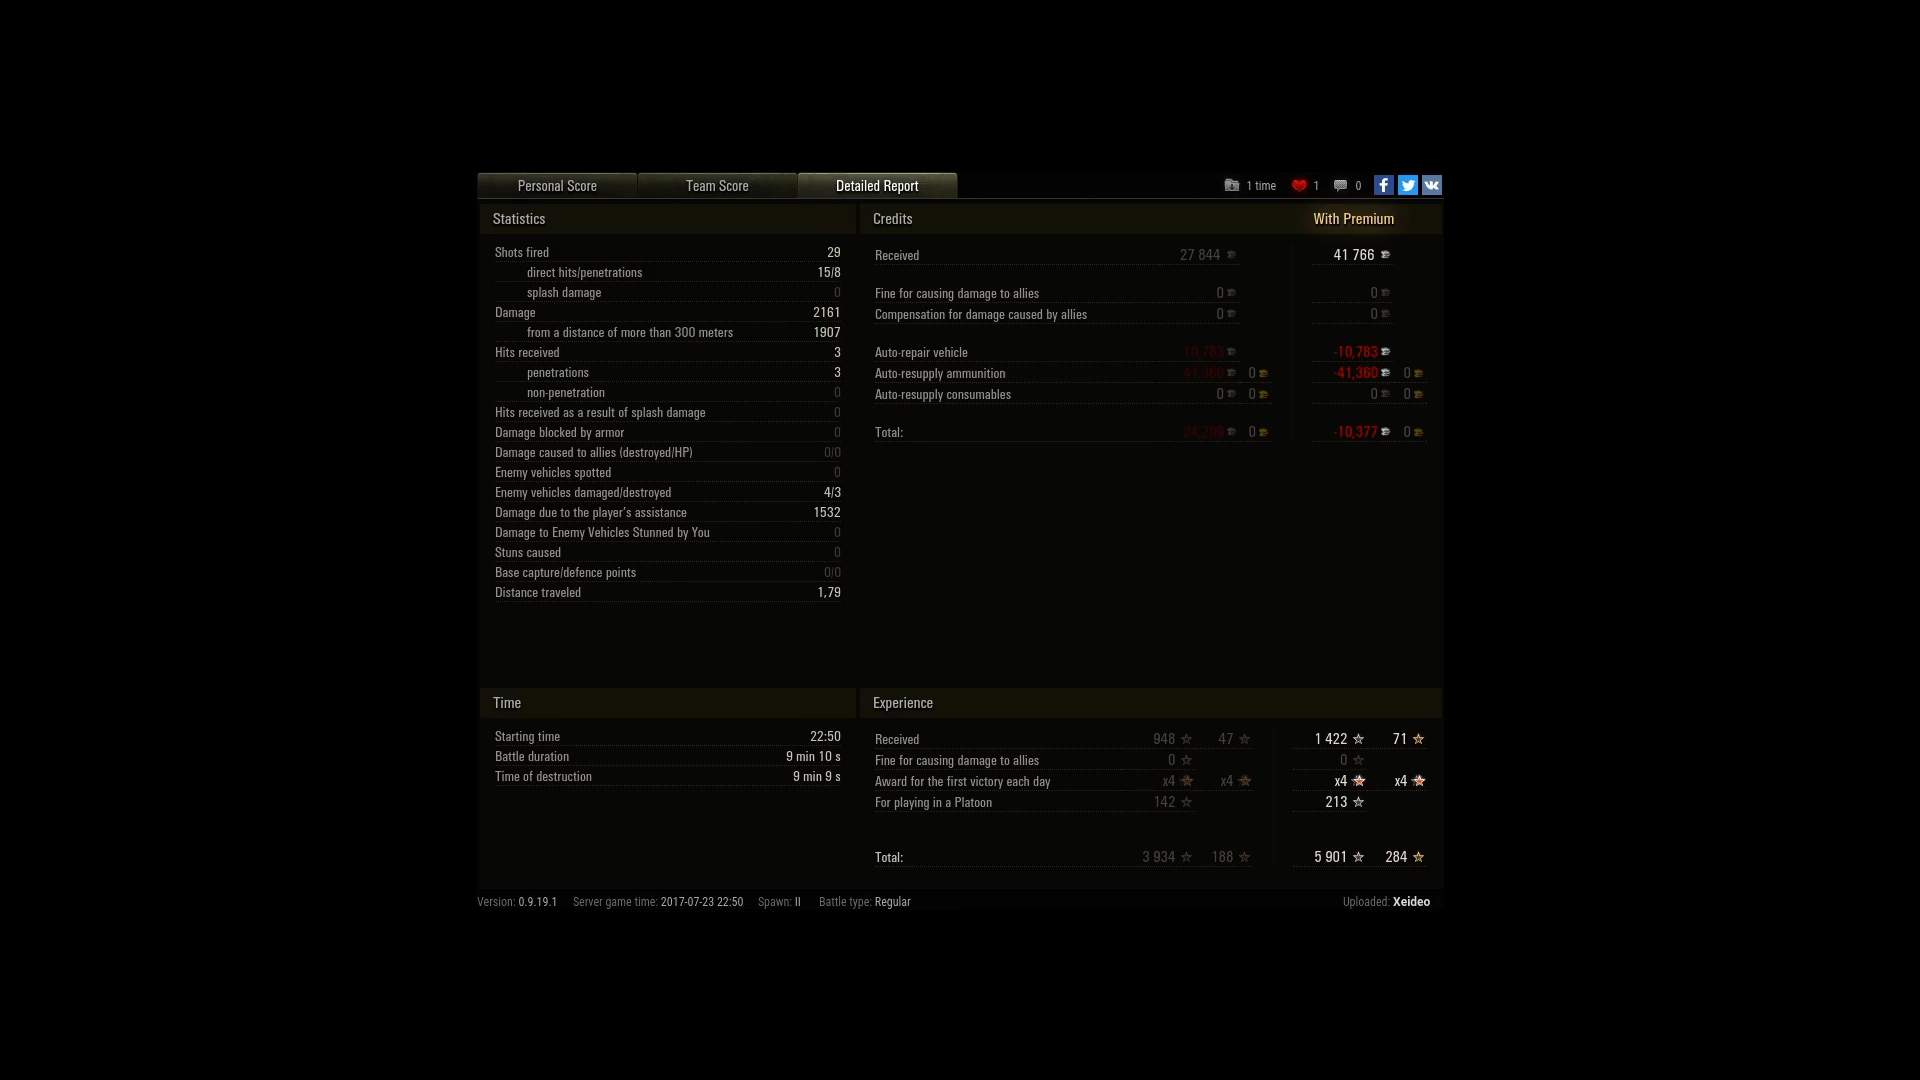 Personal Score Team Score Detailed Report 1 time 1 0
Statistics
Shots fired 29
direct hits/penetrations 15/8
splash damage 0
Damage 2161
from a distance of more than 300 meters 1907
Hits received 3
penetrations 3
non-penetration 0
Hits received as a result of splash damage 0
Damage blocked by armor 0
Damage caused to allies (destroyed/HP) 0/0
Enemy vehicles spotted 0
Enemy vehicles damaged/destroyed 4/3
Damage due to the player's assistance 1532
Damage to Enemy Vehicles Stunned by You 0
Stuns caused 0
Base capture/defence points 0/0
Distance traveled 1,79
Credits With Premium
Received 27 844 41 766
Fine for causing damage to allies 0 0
Compensation for damage caused by allies 0 0
Auto-repair vehicle 10,783 -10,783
Auto-resupply ammunition 41,360 0 -41,360 0
Auto-resupply consumables 0 0 0 0
Total: 24,299 0 -10,377 0
Time
Starting time 22:50
Battle duration 9 min 10 s
Time of destruction 9 min 9 s
Experience
Received 948 47 1 422 71
Fine for causing damage to allies 0 0
Award for the first victory each day x4 x4 x4 x4
For playing in a Platoon 142 213
Total: 3 934 188 5 901 284
Version: 0.9.19.1 Server game time: 2017-07-23 22:50 Spawn: II Battle type: Regular Uploaded: Xeideo